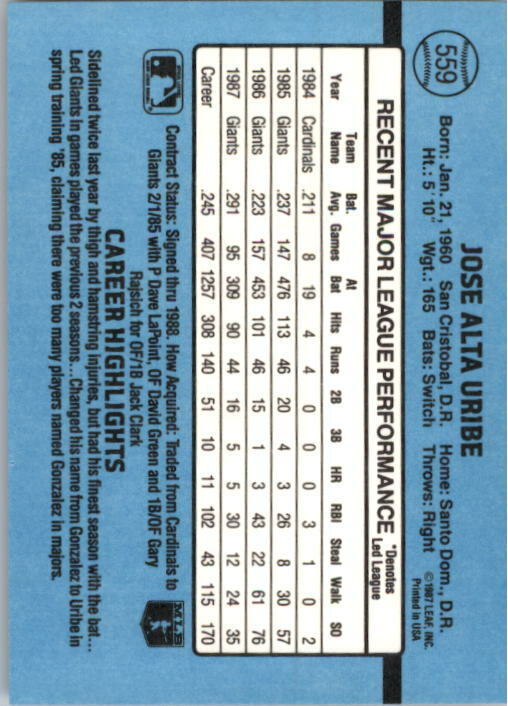 559
JOSE ALTA URIBE
Born: Jan. 21, 1960 San Cristobal, D.R. Home: Santo Dom., D.R.
Ht.: 5' 10" Wgt.: 165 Bats: Switch Throws: Right
©1987 LEAF, INC.
Printed in USA
RECENT MAJOR LEAGUE PERFORMANCE *Denotes Led League
Year Team Name Bat. Avg. Games At Bat Hits Runs 2B 3B HR RBI Steal Walk SO
1984 Cardinals .211 8 19 4 4 0 0 0 3 1 0 2
1985 Giants .237 147 476 113 46 20 4 3 26 8 30 57
1986 Giants .223 157 453 101 46 15 1 3 43 22 61 76
1987 Giants .291 95 309 90 44 16 5 5 30 12 24 35
Career .245 407 1257 308 140 51 10 11 102 43 115 170
Contract Status: Signed thru 1988. How Acquired: Traded from Cardinals to
Giants 2/1/85 with P Dave LaPoint, OF David Green and 1B/OF Gary
Rajsich for OF/1B Jack Clark
MLB
CAREER HIGHLIGHTS
Sidelined twice last year by thigh and hamstring injuries, but had his finest season with the bat....
Led Giants in games played the previous 2 seasons...Changed his name from Gonzalez to Uribe in
spring training '85, claiming there were too many players named Gonzalez in majors.